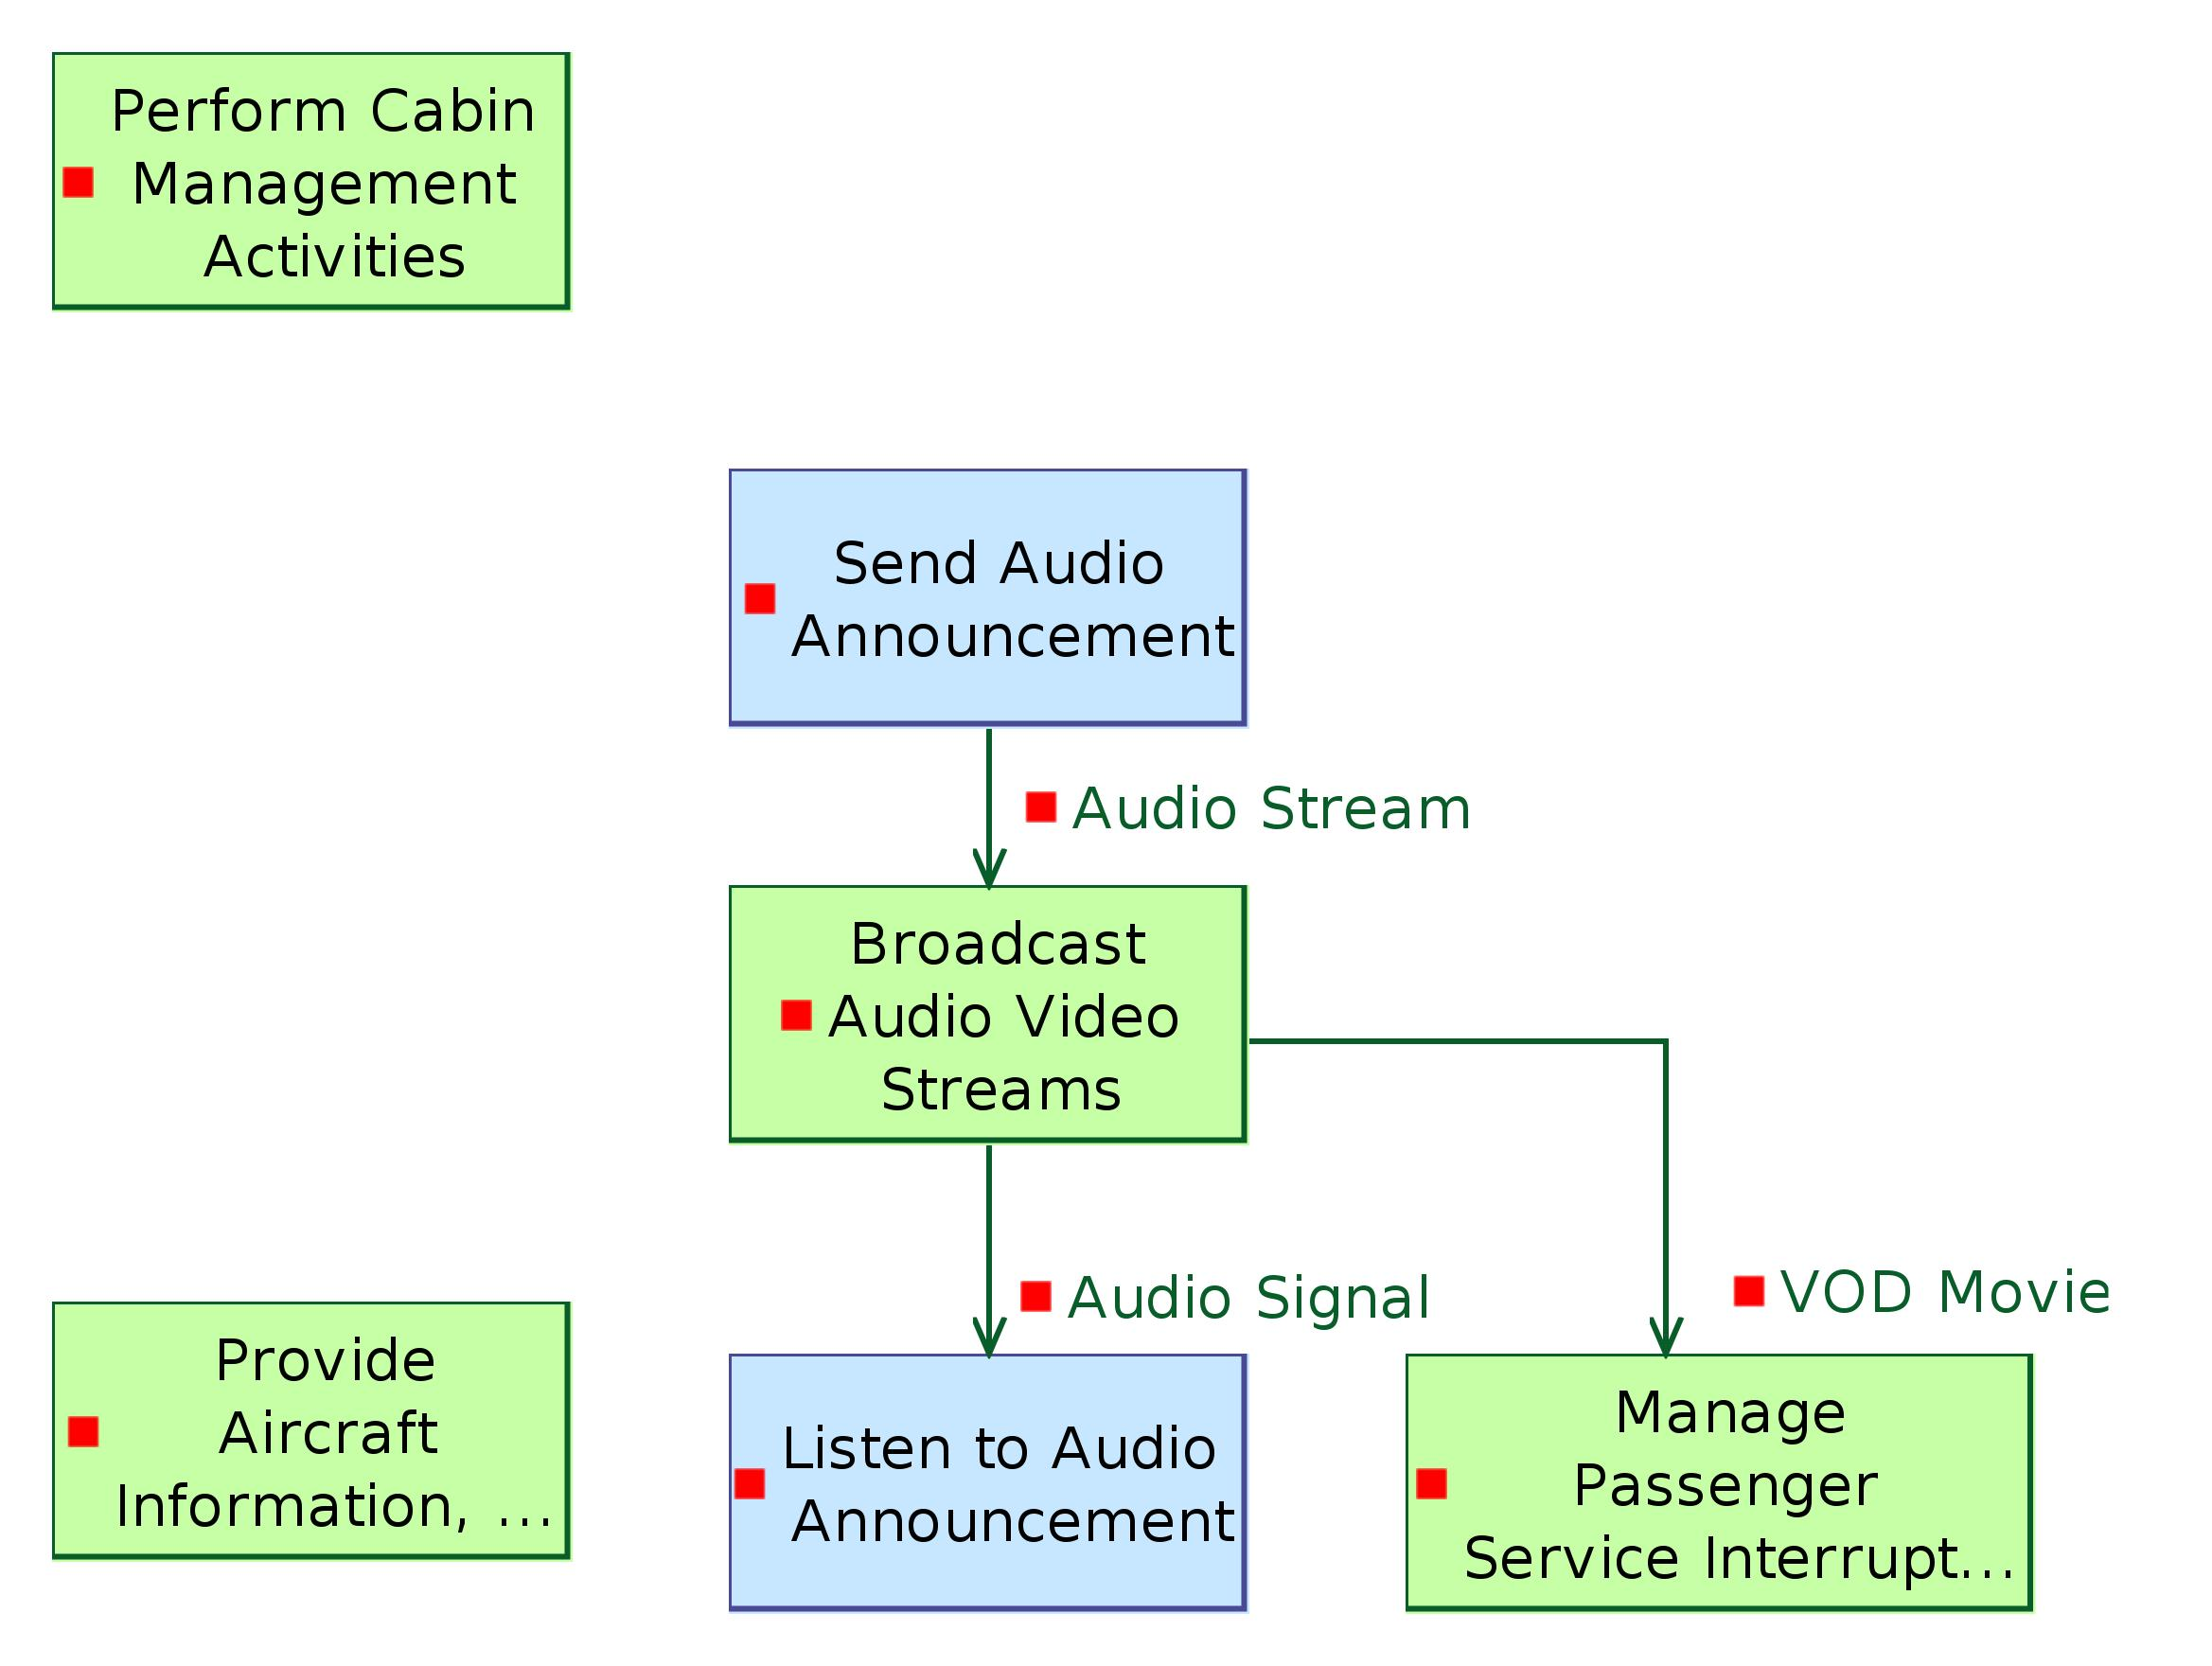 Perform Cabin
Management
Activities
Send Audio
Announcement
Audio Stream
Broadcast
Audio Video
Streams
Audio Signal
VOD Movie
Provide
Aircraft
Information, ...
Listen to Audio
Announcement
Manage
Passenger
Service Interrupt...